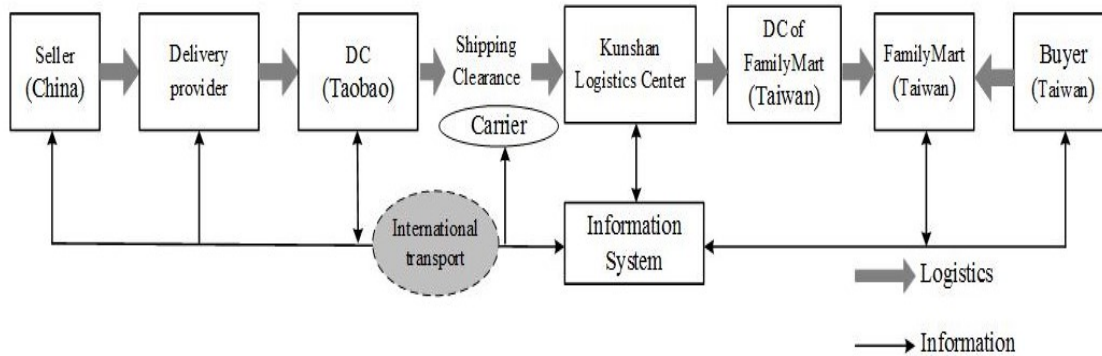 Seller
(China)
Delivery
provider
DC
(Taobao)
Shipping
Clearance
Carrier
Kunshan
Logistics Center
DC of
FamilyMart
(Taiwan)
FamilyMart
(Taiwan)
Buyer
(Taiwan)
International
transport
Information
System
Logistics
Information